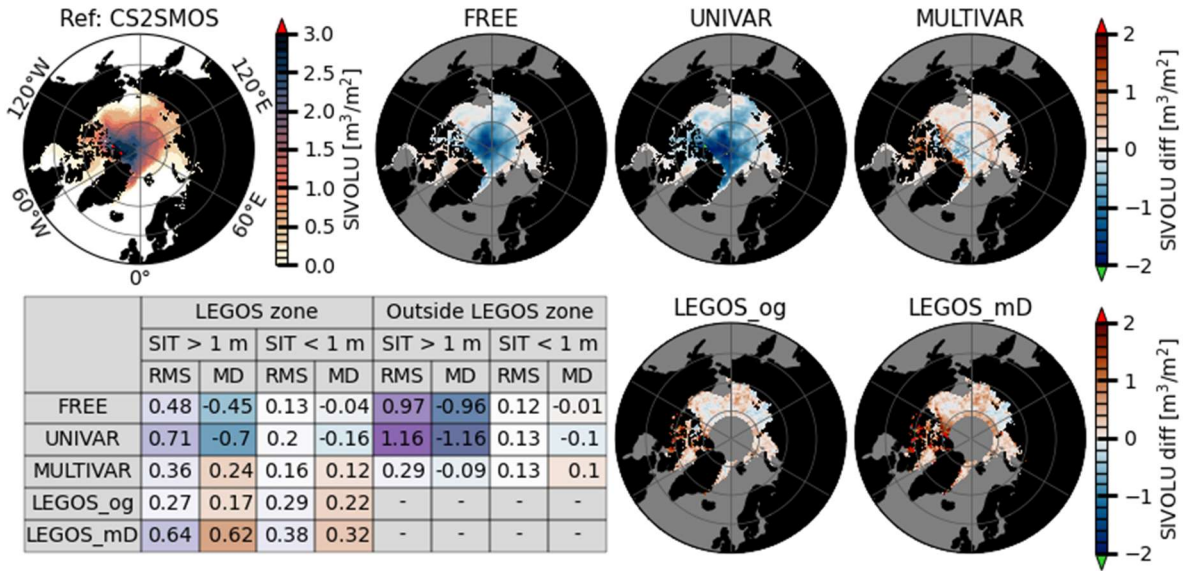 Ref: CS2SMOS FREE UNIVAR MULTIVAR
120°W 120°E 60°W 60°E 0°
3.0 2.5 2.0 1.5 1.0 0.5 0.0
SIVOLU [m³/m²]
2 1 0 −1 −2
SIVOLU diff [m³/m²]
LEGOS zone Outside LEGOS zone
SIT > 1 m SIT < 1 m SIT > 1 m SIT < 1 m
RMS MD RMS MD RMS MD RMS MD
FREE 0.48 -0.45 0.13 -0.04 0.97 -0.96 0.12 -0.01
UNIVAR 0.71 -0.7 0.2 -0.16 1.16 -1.16 0.13 -0.1
MULTIVAR 0.36 0.24 0.16 0.12 0.29 -0.09 0.13 0.1
LEGOS_og 0.27 0.17 0.29 0.22 - - - -
LEGOS_mD 0.64 0.62 0.38 0.32 - - - -
LEGOS_og LEGOS_mD
2 1 0 −1 −2
SIVOLU diff [m³/m²]